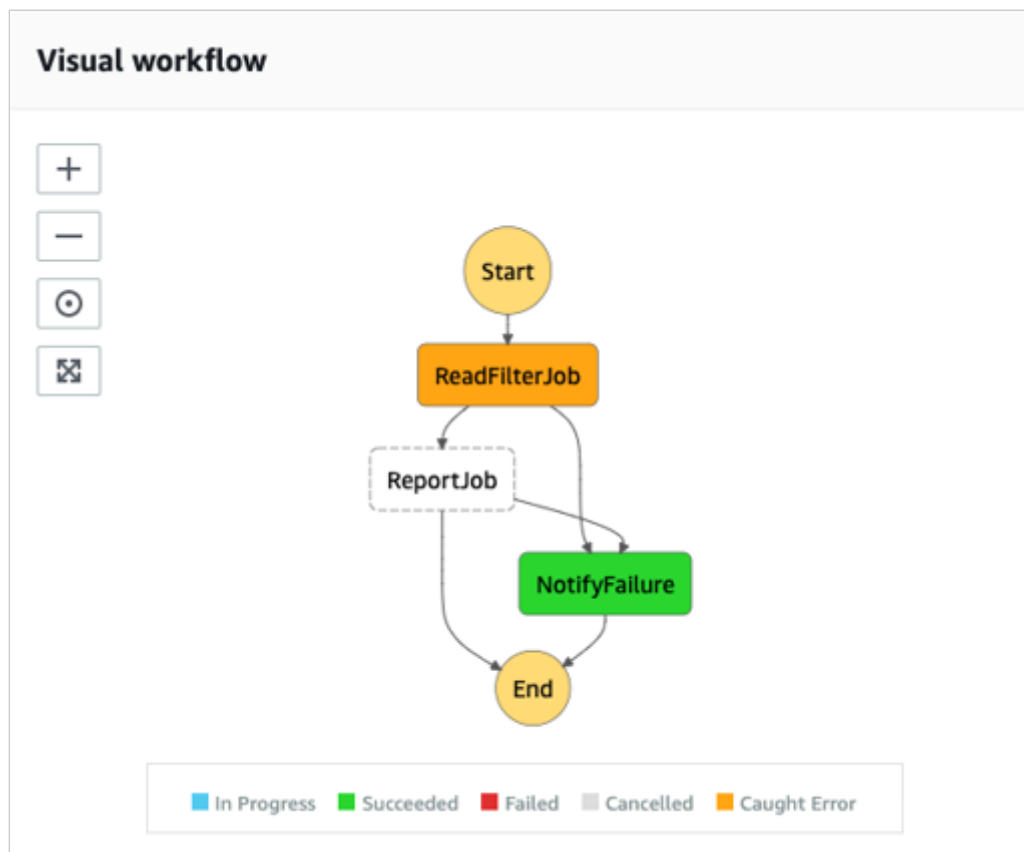 Visual workflow
Start
ReadFilterJob
ReportJob
NotifyFailure
End
In Progress Succeeded Failed Cancelled Caught Error